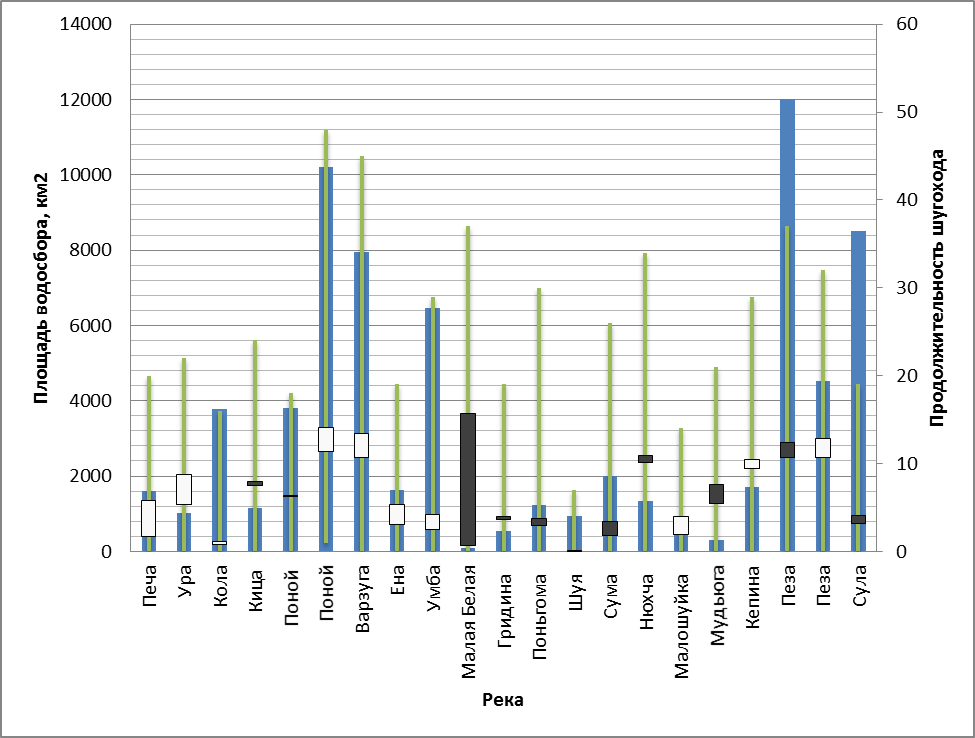 14000
12000
10000
8000
6000
4000
2000
0
Площадь водосбора, км2
60
50
40
30
20
10
0
Продолжительность шугохода
Печа
Ура
Кола
Кица
Поной
Поной
Варзуга
Ена
Умба
Малая Белая
Гридина
Поньгома
Шуя
Сума
Нюхча
Малошуйка
Мудьюга
Кепина
Пеза
Пеза
Сула
Река